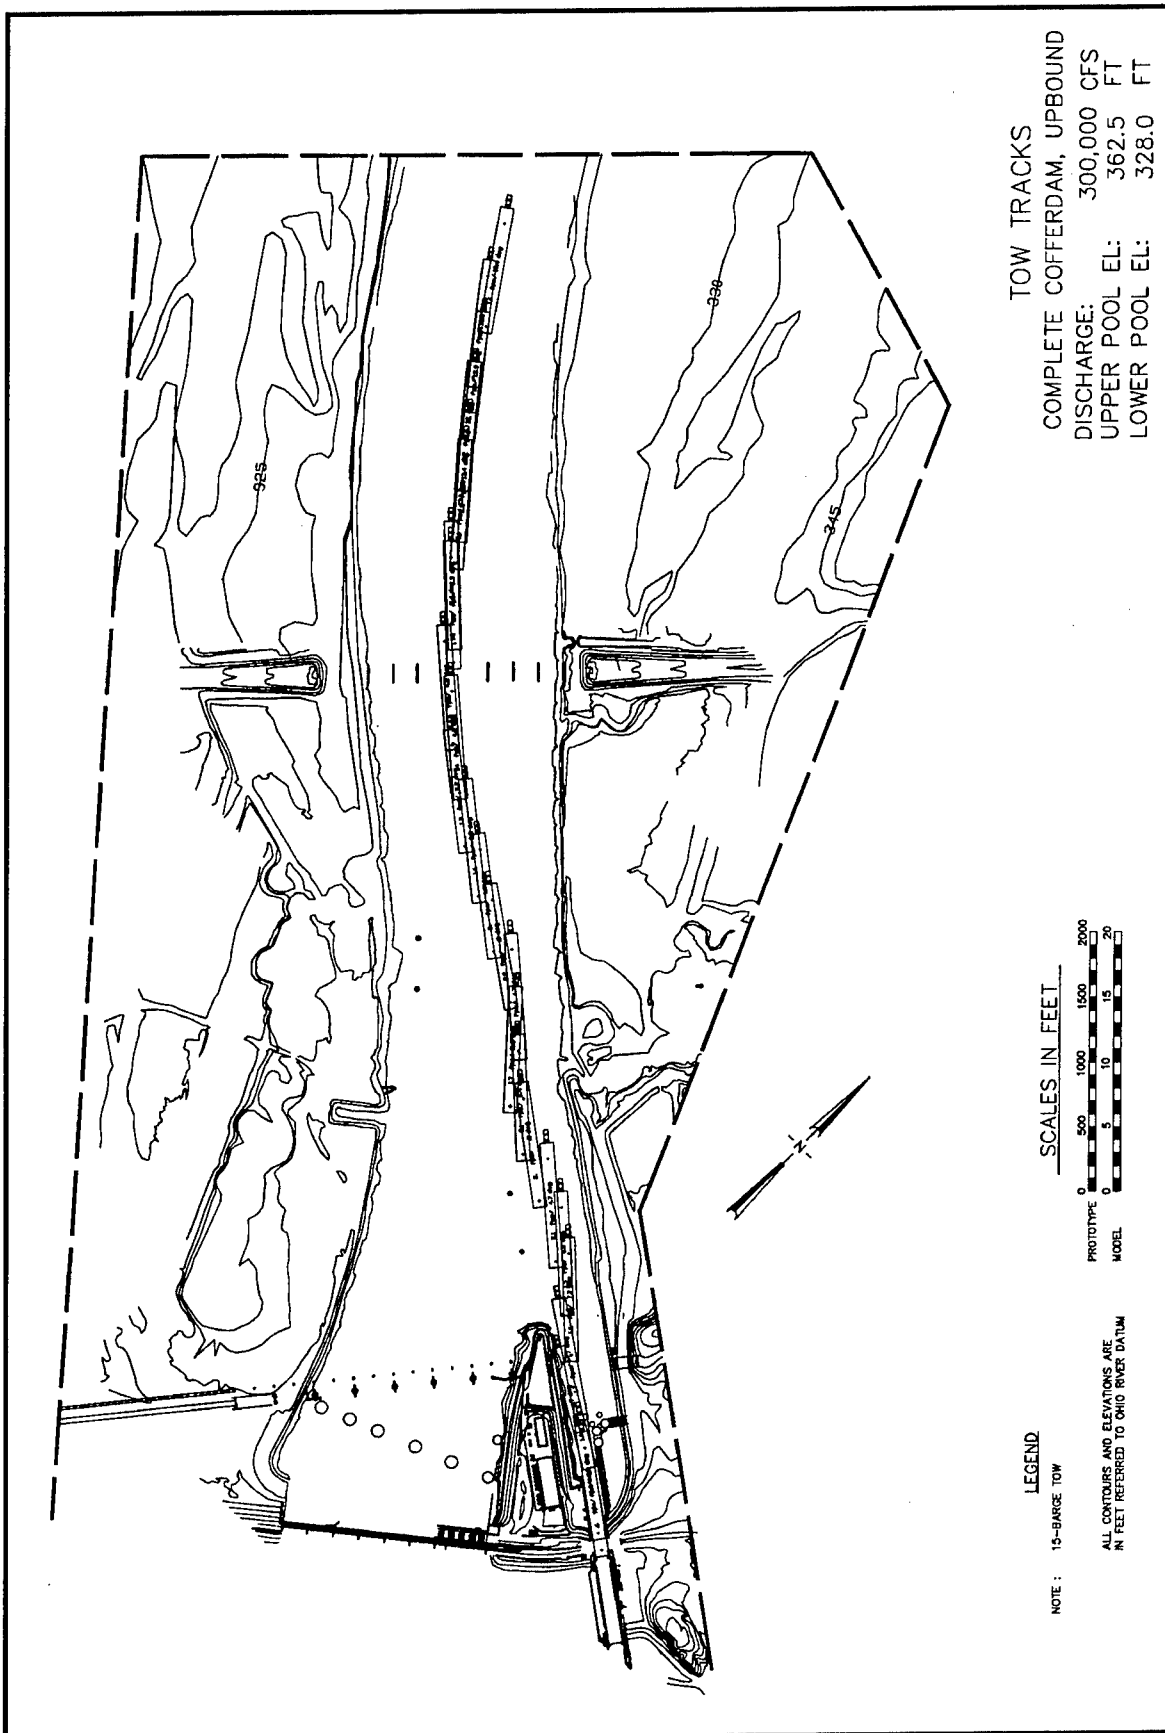 TOW TRACKS
COMPLETE COFFERDAM, UPBOUND
DISCHARGE: 300,000 CFS
UPPER POOL EL: 362.5 FT
LOWER POOL EL: 328.0 FT
325
330
345
N
SCALES IN FEET
PROTOTYPE 0 500 1000 1500 2000
MODEL 0 5 10 15 20
LEGEND
NOTE : 15-BARGE TOW
ALL CONTOURS AND ELEVATIONS ARE
IN FEET REFERRED TO OHIO RIVER DATUM